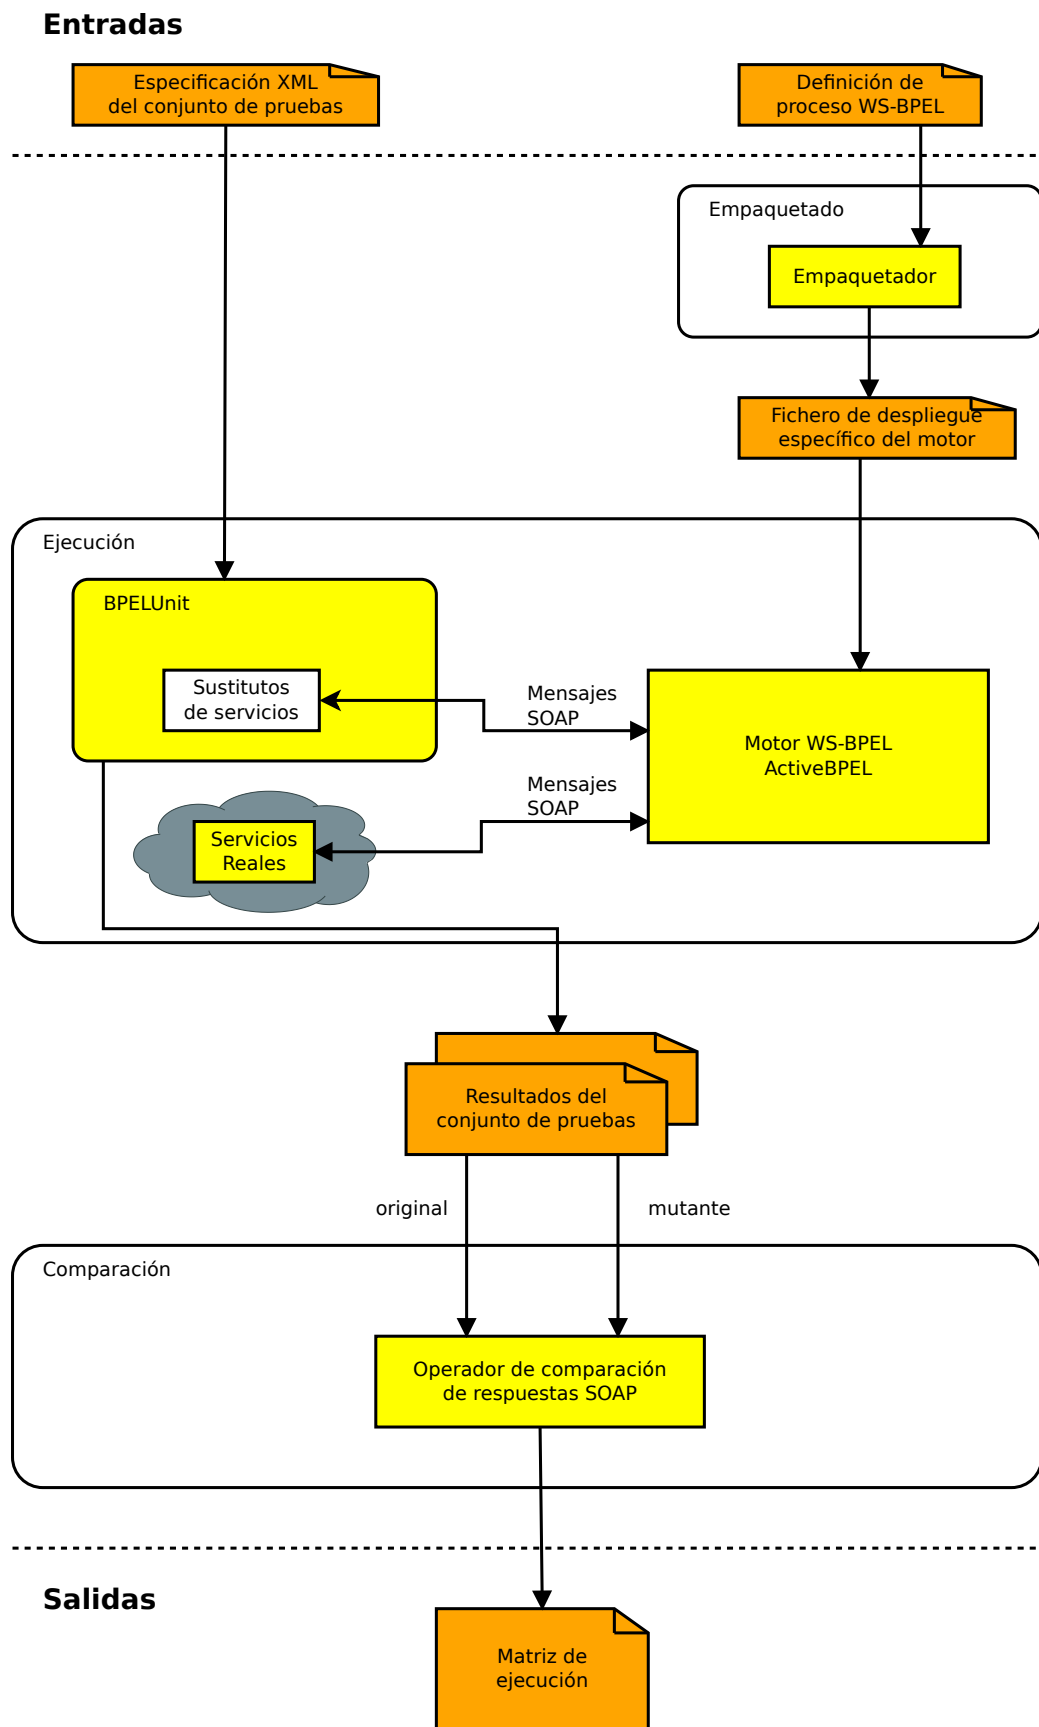 Entradas
Especificación XML
del conjunto de pruebas
Definición de
proceso WS-BPEL
Empaquetado
Empaquetador
Fichero de despliegue
específico del motor
Ejecución
BPELUnit
Sustitutos
de servicios
Mensajes
SOAP
Motor WS-BPEL
ActiveBPEL
Mensajes
SOAP
Servicios
Reales
Resultados del
conjunto de pruebas
original
mutante
Comparación
Operador de comparación
de respuestas SOAP
Salidas
Matriz de
ejecución